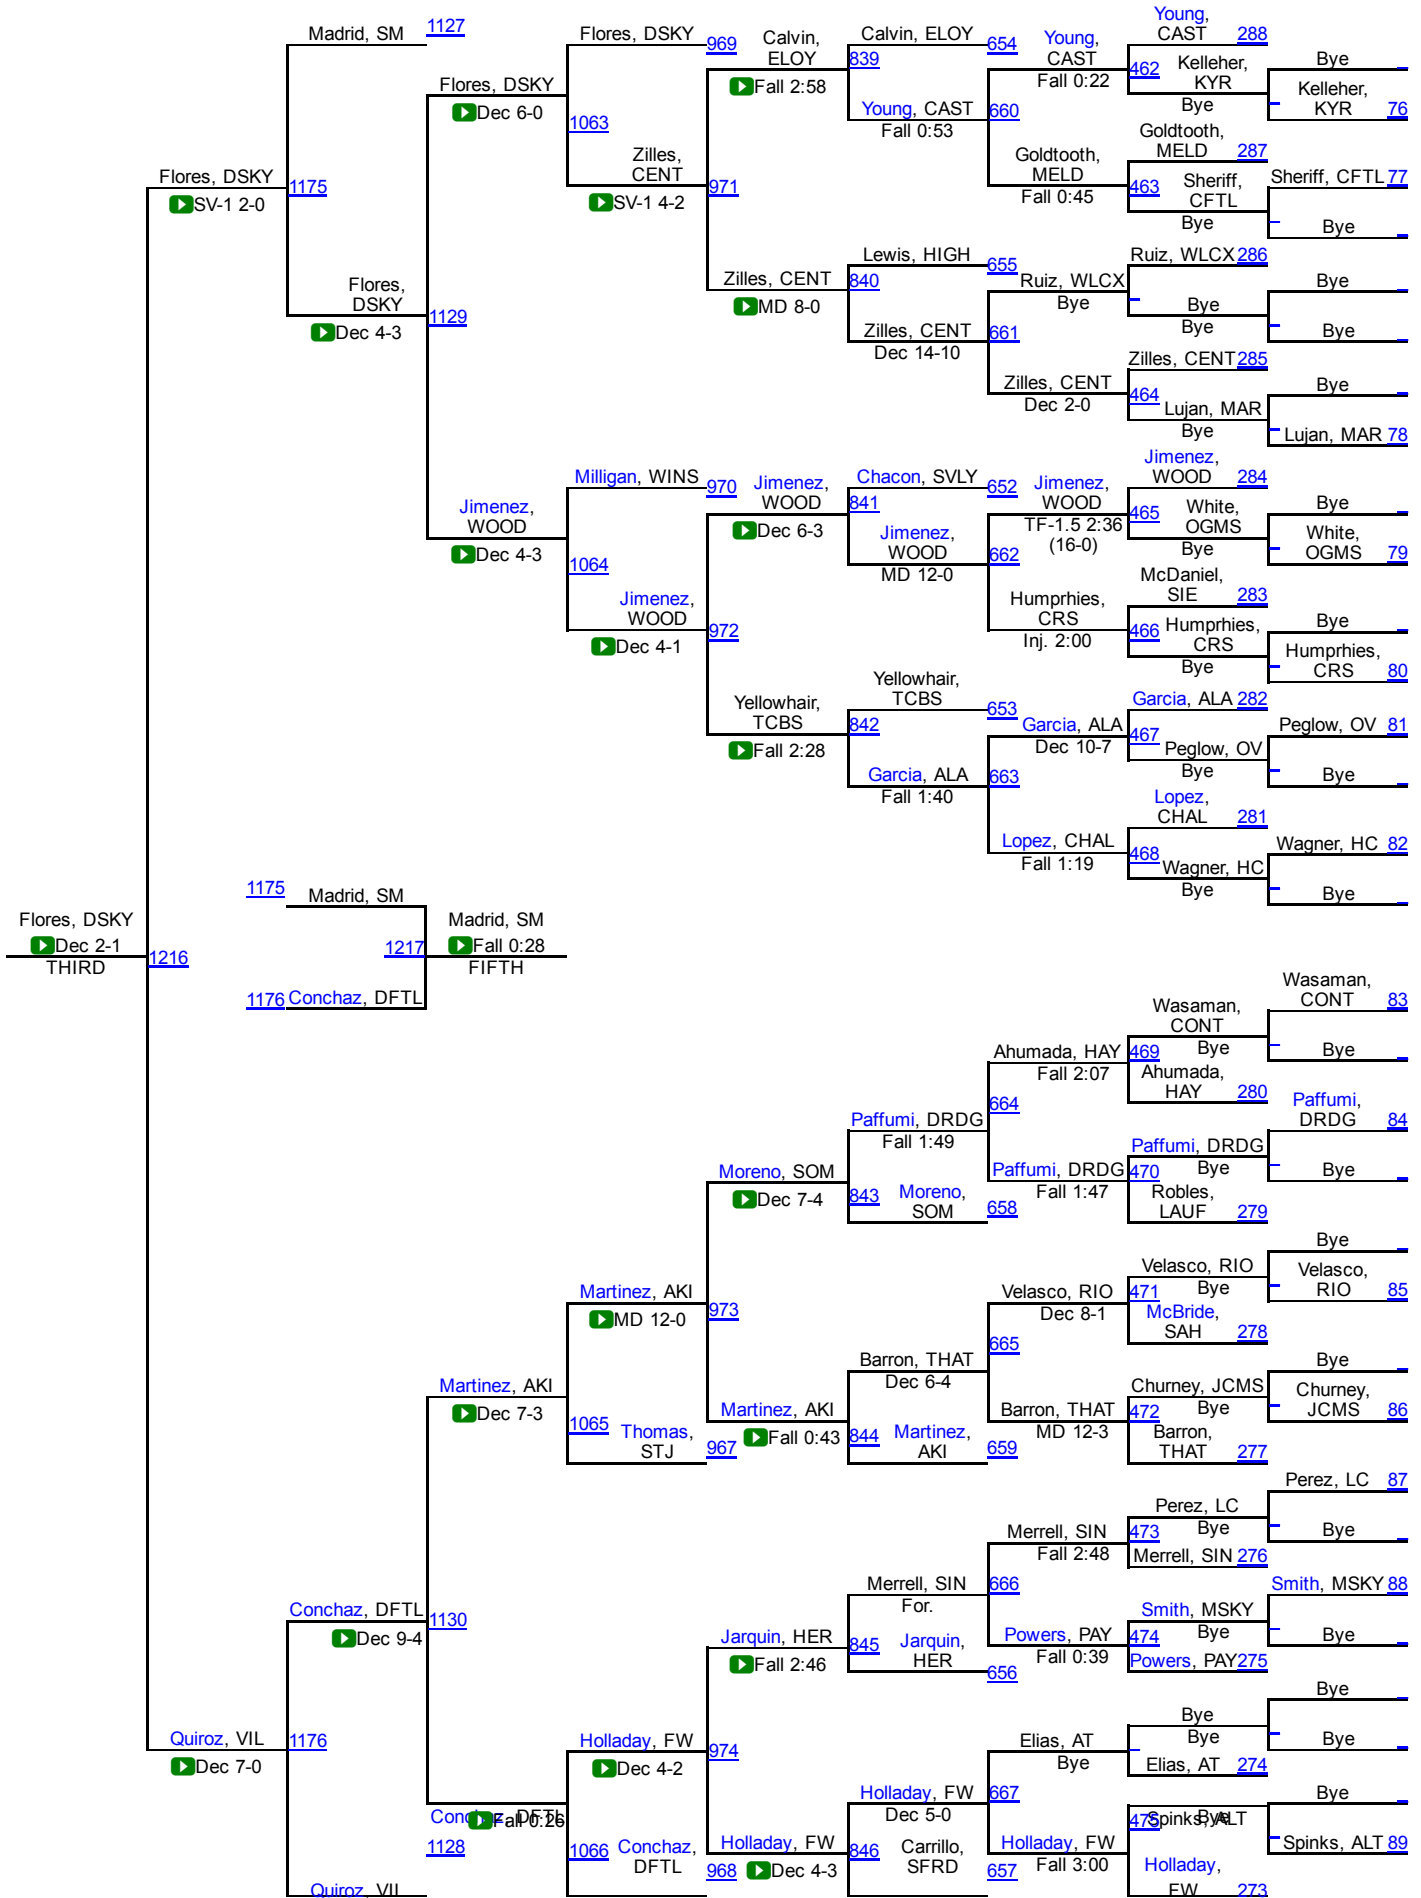 Madrid, SM 1127
Flores, DSKY 969
Calvin,
ELOY
Fall 2:58
Calvin, ELOY 654
839
Young,
CAST
Fall 0:22
Young,
CAST 288
462 Kelleher,
KYR
Bye
Bye
Kelleher,
KYR 76
Flores, DSKY
Dec 6-0
1063
Young, CAST
Fall 0:53
660
Goldtooth,
MELD
Fall 0:45
Goldtooth,
MELD 287
463 Sheriff,
CFTL
Bye
Sheriff, CFTL 77
Bye
Zilles,
CENT
SV-1 4-2
971
Flores, DSKY
SV-1 2-0
1175
Zilles, CENT
MD 8-0
Lewis, HIGH 655
840
Ruiz, WLCX
Bye
Ruiz, WLCX 286
Bye
Bye
Bye
Bye
Flores,
DSKY
Dec 4-3
1129
Zilles, CENT
Dec 14-10
661
Zilles, CENT
Dec 2-0
Zilles, CENT 285
464
Lujan, MAR
Bye
Bye
Lujan, MAR 78
Jimenez,
WOOD
Dec 4-3
Milligan, WINS 970
1064
Jimenez,
WOOD
Dec 6-3
Chacon, SVLY 652
841
Jimenez,
WOOD
MD 12-0
662
Jimenez,
WOOD
TF-1.5 2:36
(16-0)
Jimenez,
WOOD 284
465 White,
OGMS
Bye
Bye
White,
OGMS 79
Jimenez,
WOOD
Dec 4-1
972
Humprhies,
CRS
Inj. 2:00
McDaniel,
SIE 283
466 Humprhies,
CRS
Bye
Bye
Humprhies,
CRS 80
Yellowhair,
TCBS
Fall 2:28
Yellowhair,
TCBS 653
842
Garcia, ALA
Fall 1:40
663
Garcia, ALA
Dec 10-7
Garcia, ALA 282
467
Peglow, OV
Bye
Peglow, OV 81
Bye
Lopez, CHAL
Fall 1:19
Lopez,
CHAL 281
468
Wagner, HC
Bye
Wagner, HC 82
Bye
Flores, DSKY
Dec 2-1
THIRD
1216
1175 Madrid, SM
1217
Madrid, SM
Fall 0:28
FIFTH
1176 Conchaz, DFTL
Wasaman,
CONT 83
Wasaman,
CONT
Bye
Bye
Ahumada, HAY
Fall 2:07
469
Ahumada,
HAY 280
664
Paffumi, DRDG
Fall 1:49
Paffumi,
DRDG 84
Paffumi, DRDG
Bye
Bye
Paffumi, DRDG
Fall 1:47
470
Robles,
LAUF 279
Moreno, SOM
Dec 7-4
843 Moreno,
SOM 658
Martinez, AKI
MD 12-0
973
Velasco, RIO
Dec 8-1
Velasco, RIO
471 Bye
McBride,
SAH 278
Bye
Velasco,
RIO 85
665
Barron, THAT
Dec 6-4
Barron, THAT
MD 12-3
Churney, JCMS
472 Bye
Barron,
THAT 277
Bye
Churney,
JCMS 86
Martinez, AKI
Dec 7-3
1065 Thomas,
STJ 967
Martinez, AKI
Fall 0:43
844 Martinez,
AKI 659
Perez, LC 87
Perez, LC
Bye
Bye
Merrell, SIN
Fall 2:48
473
Merrell, SIN 276
Merrell, SIN
For.
666
Smith, MSKY 88
Smith, MSKY
Bye
Bye
Powers, PAY
Fall 0:39
474
Powers, PAY 275
Conchaz, DFTL
Dec 9-4
1130
Jarquin, HER
Fall 2:46
845 Jarquin,
HER 656
Quiroz, VIL
Dec 7-0
1176
Holladay, FW
Dec 4-2
974
Elias, AT
Bye
Bye
Bye
Elias, AT 274
Bye
Bye
Holladay, FW
Dec 5-0
667
Conchaz, DFTL
Fall 0:26
1128
1066 Conchaz,
DFTL 968
Holladay, FW
Dec 4-3
846 Carrillo,
SFRD 657
Holladay, FW
Fall 3:00
475 Spinks, ALT
Bye
Holladay,
FW 273
Bye
Spinks, ALT 89
Quiroz, VIL